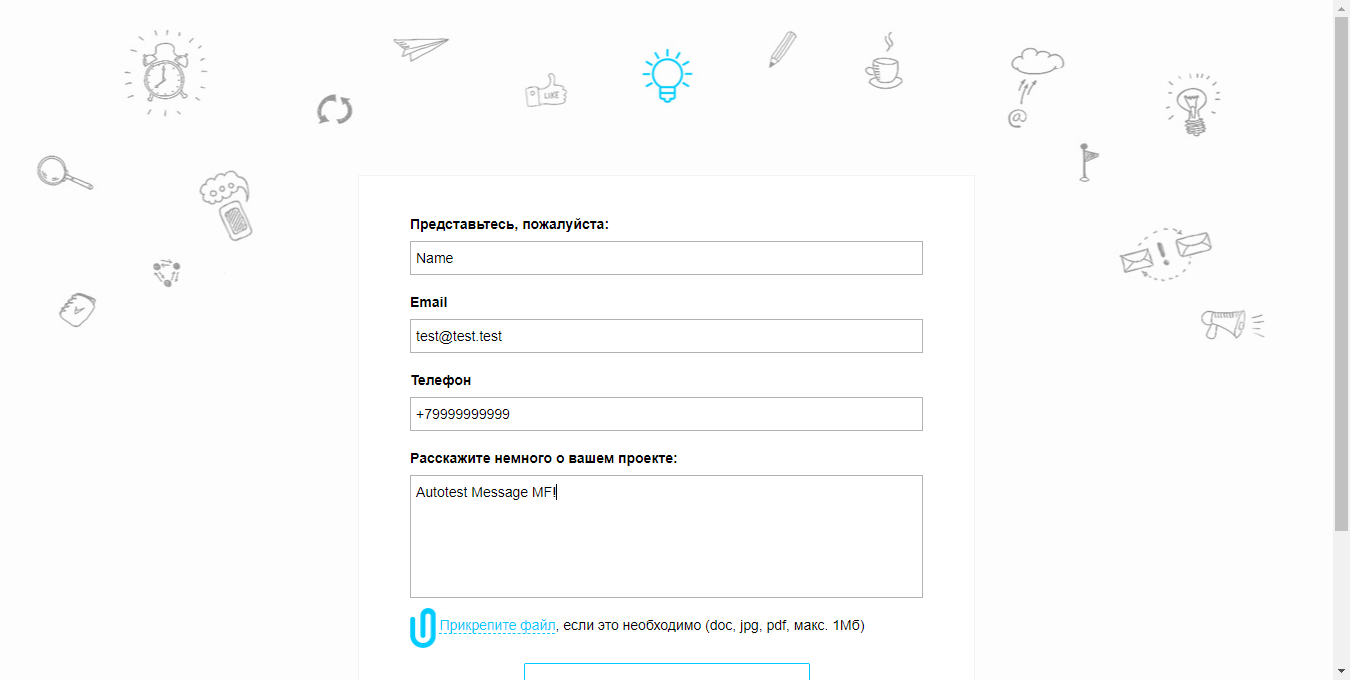 LIKE
@
Представьтесь, пожалуйста:
Name
Email
test@test.test
Телефон
+79999999999
Расскажите немного о вашем проекте:
Autotest Message MF!
Прикрепите файл, если это необходимо (doc, jpg, pdf, макс. 1Мб)